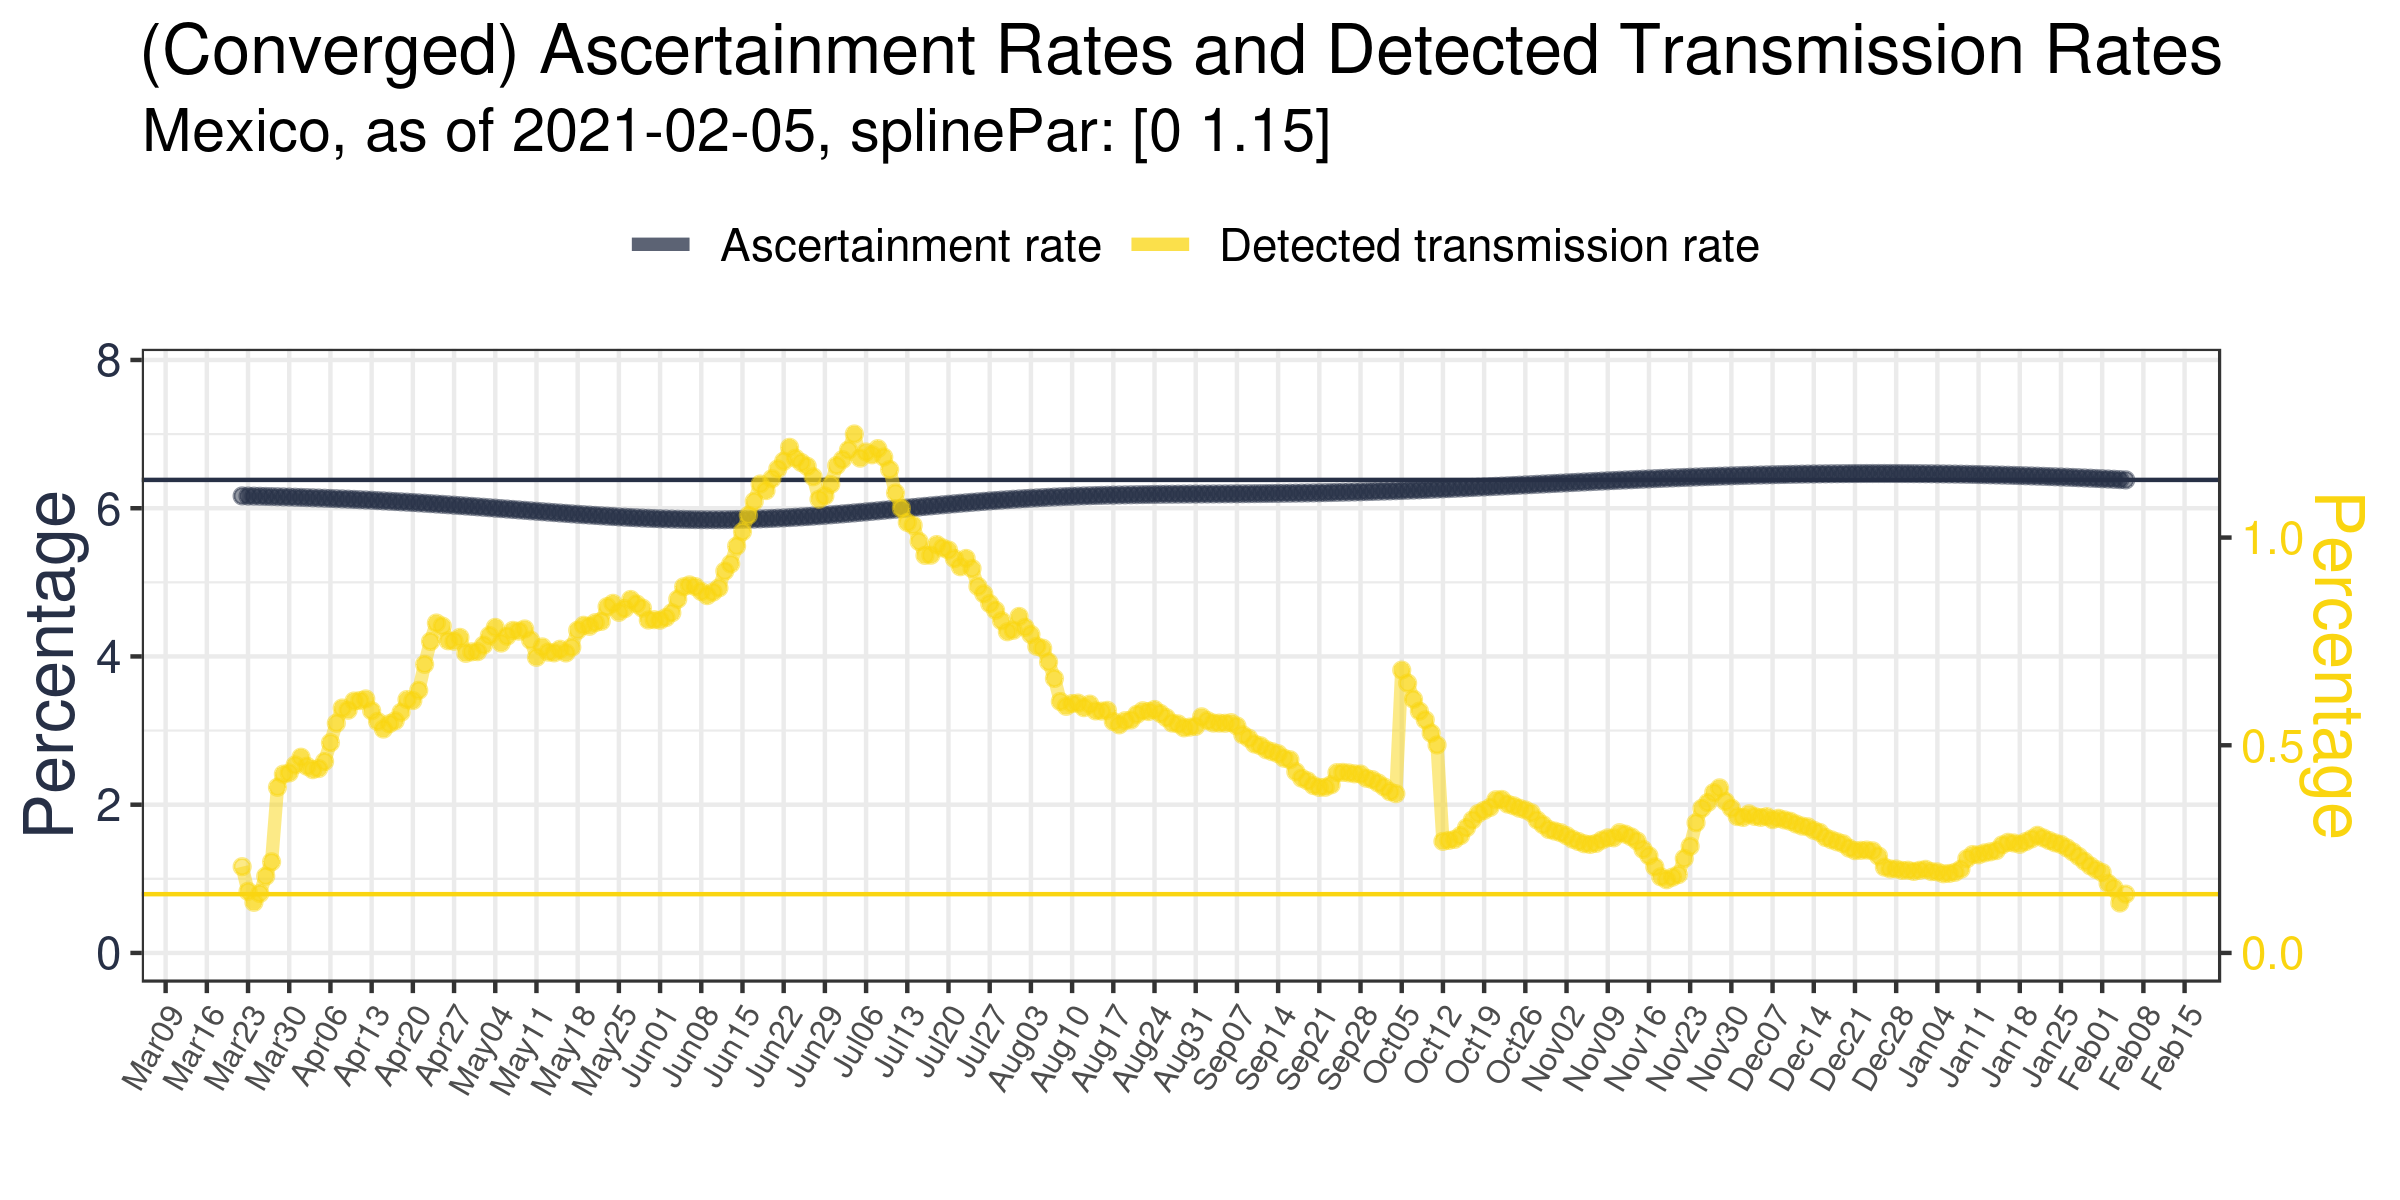 (Converged) Ascertainment Rates and Detected Transmission Rates
Mexico, as of 2021-02-05, splinePar: [0 1.15]
Ascertainment rate Detected transmission rate
Percentage
8
6
4
2
0
1.0
0.5
0.0
Percentage
Mar09 Mar16 Mar23 Mar30 Apr06 Apr13 Apr20 Apr27 May04 May11 May18 May25 Jun01 Jun08 Jun15 Jun22 Jun29 Jul06 Jul13 Jul20 Jul27 Aug03 Aug10 Aug17 Aug24 Aug31 Sep07 Sep14 Sep21 Sep28 Oct05 Oct12 Oct19 Oct26 Nov02 Nov09 Nov16 Nov23 Nov30 Dec07 Dec14 Dec21 Dec28 Jan04 Jan11 Jan18 Jan25 Feb01 Feb08 Feb15